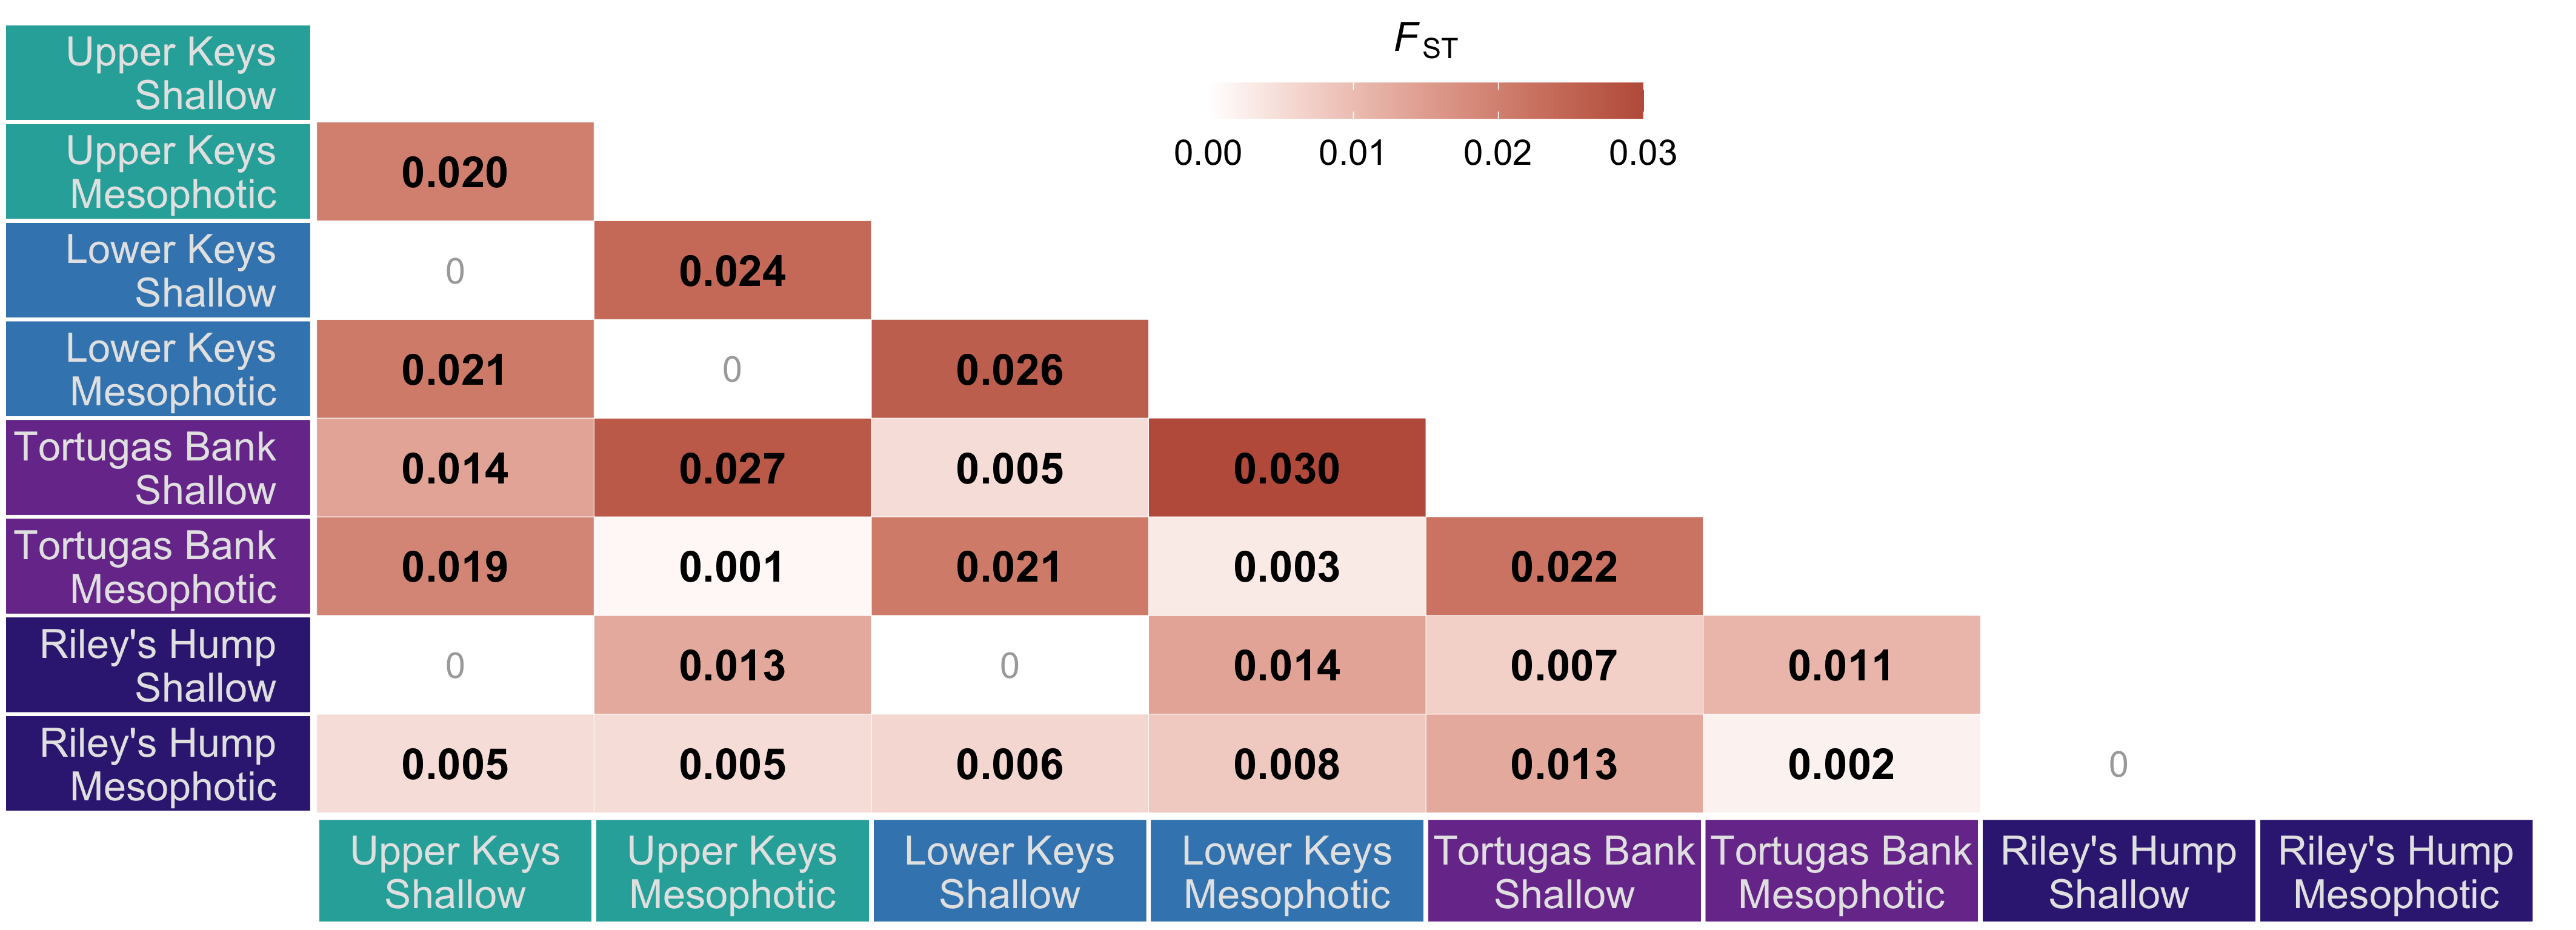 F ST
0.00 0.01 0.02 0.03
Upper Keys
Shallow
Upper Keys
Mesophotic
0.020
Lower Keys
Shallow
0 0.024
Lower Keys
Mesophotic
0.021 0 0.026
Tortugas Bank
Shallow
0.014 0.027 0.005 0.030
Tortugas Bank
Mesophotic
0.019 0.001 0.021 0.003 0.022
Riley's Hump
Shallow
0 0.013 0 0.014 0.007 0.011
Riley's Hump
Mesophotic
0.005 0.005 0.006 0.008 0.013 0.002 0
Upper Keys
Shallow
Upper Keys
Mesophotic
Lower Keys
Shallow
Lower Keys
Mesophotic
Tortugas Bank
Shallow
Tortugas Bank
Mesophotic
Riley's Hump
Shallow
Riley's Hump
Mesophotic